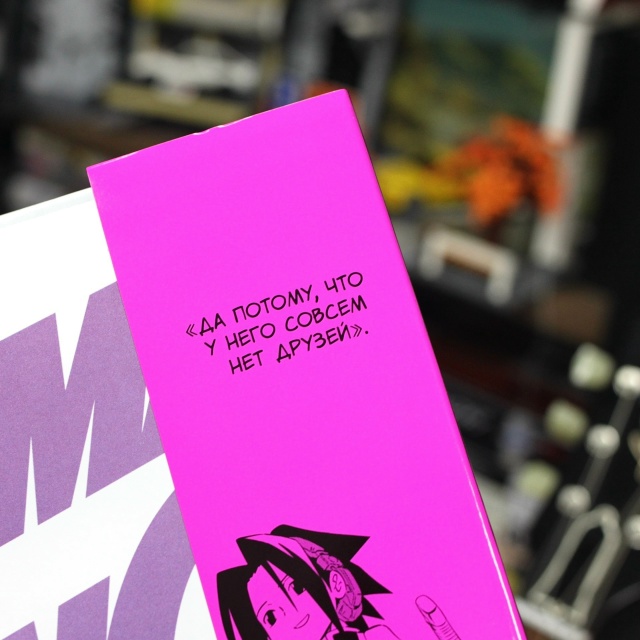 «ДА ПОТОМУ, ЧТО
У НЕГО СОВСЕМ
НЕТ ДРУЗЕЙ».